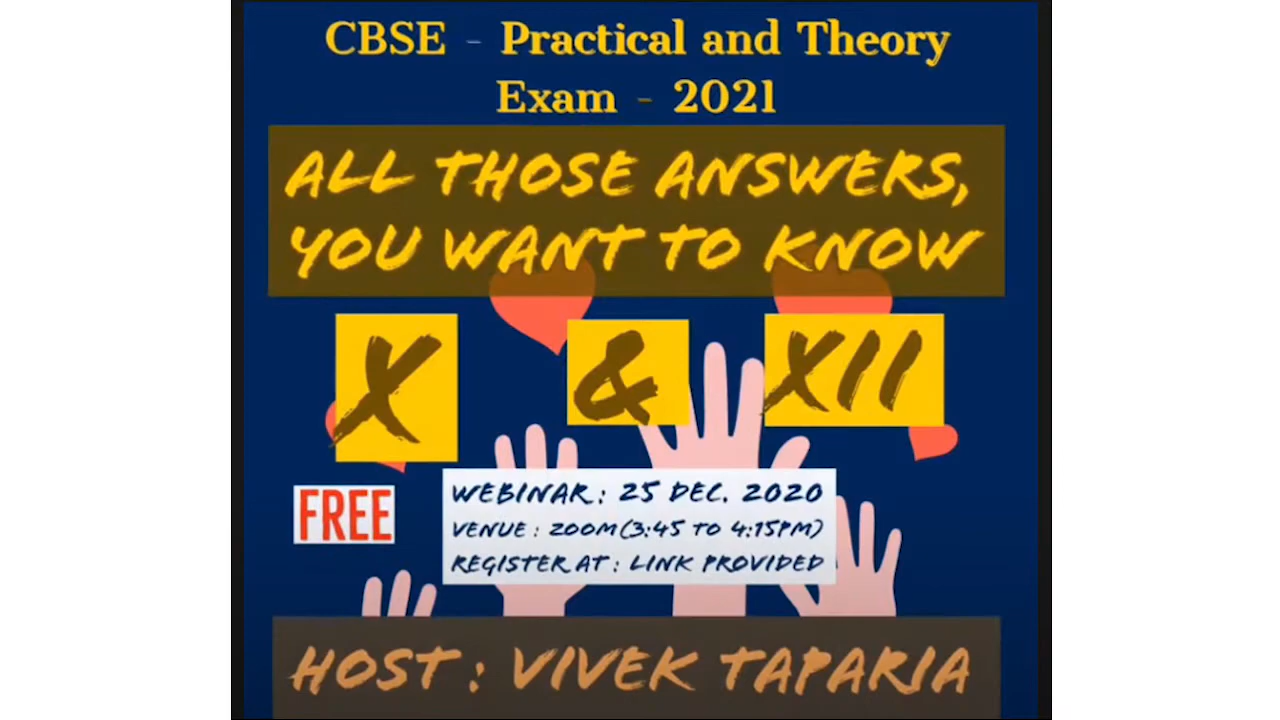 CBSE - Practical and Theory
Exam - 2021
ALL THOSE ANSWERS,
YOU WANT TO KNOW
X & XII
FREE
WEBINAR : 25 DEC. 2020
VENUE : ZOOM(3:45 TO 4:15PM)
REGISTER AT : LINK PROVIDED
HOST : VIVEK TAPARIA